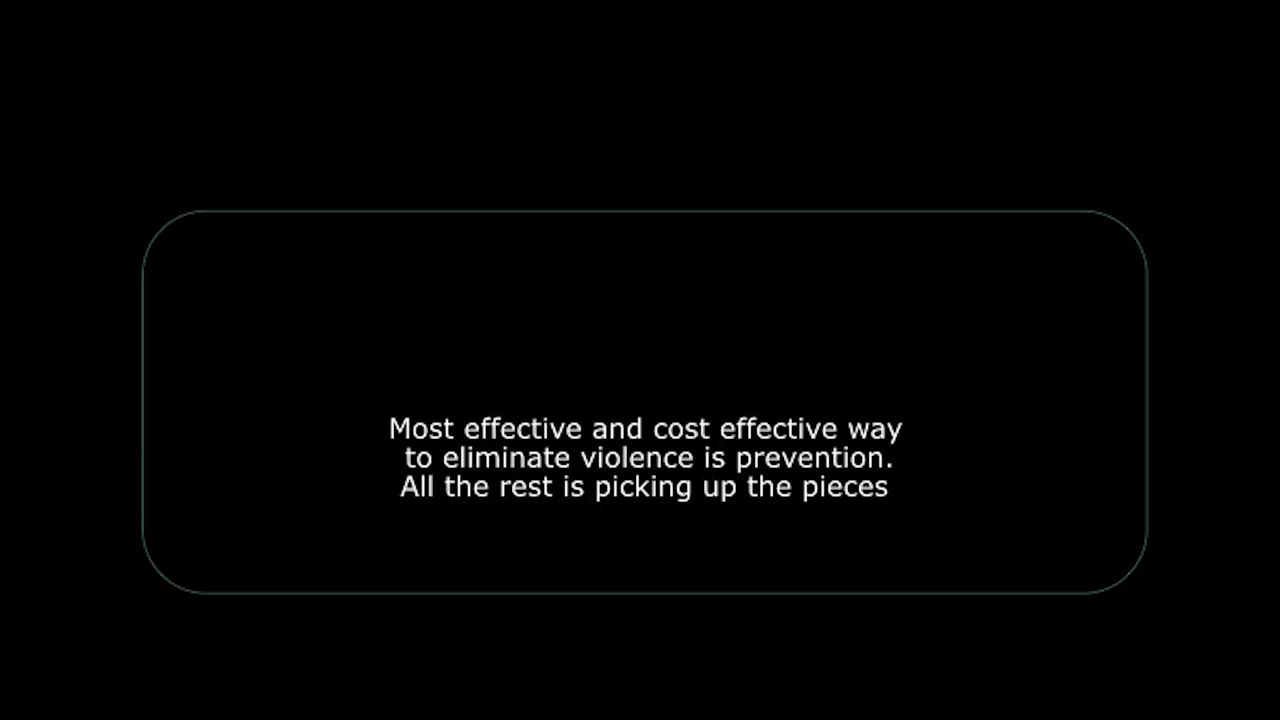 Most effective and cost effective way
to eliminate violence is prevention.
All the rest is picking up the pieces